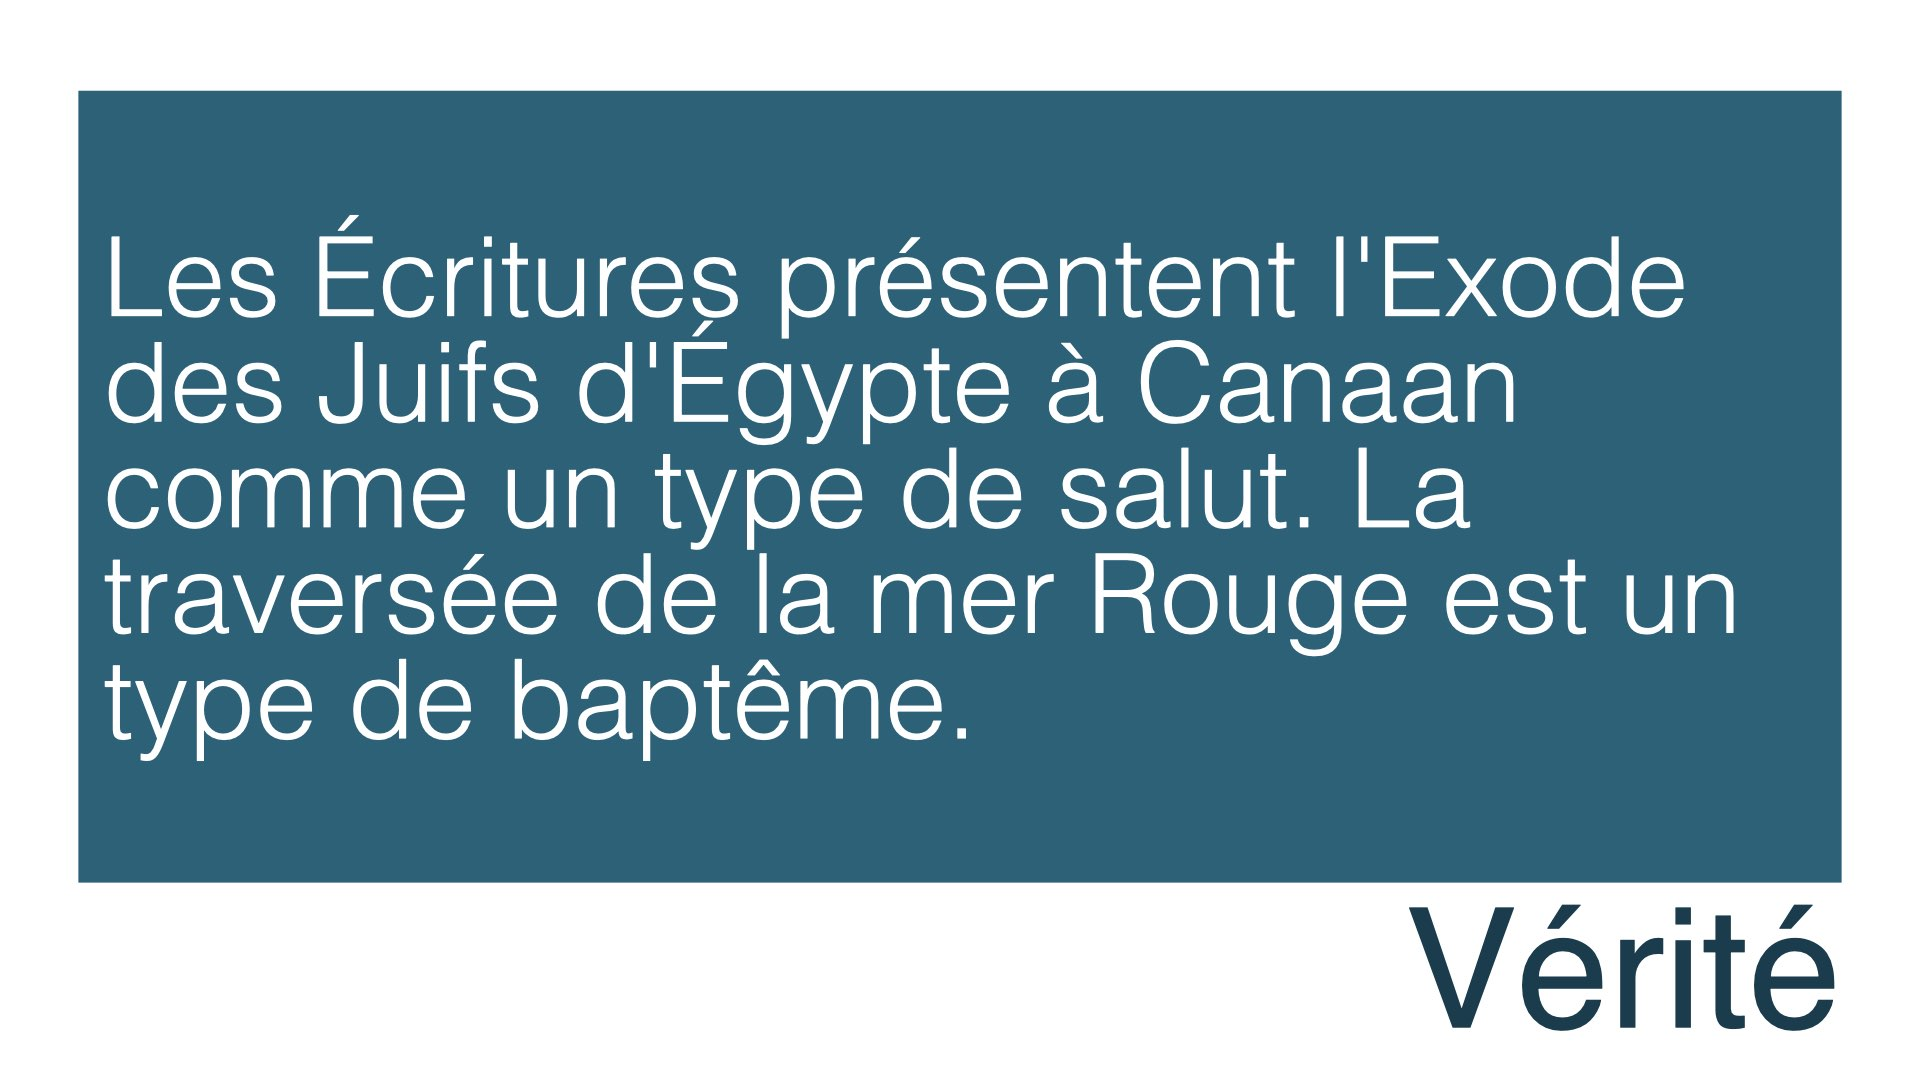 Les Écritures présentent l'Exode
des Juifs d'Égypte à Canaan
comme un type de salut. La
traversée de la mer Rouge est un
type de baptême.
Vérité